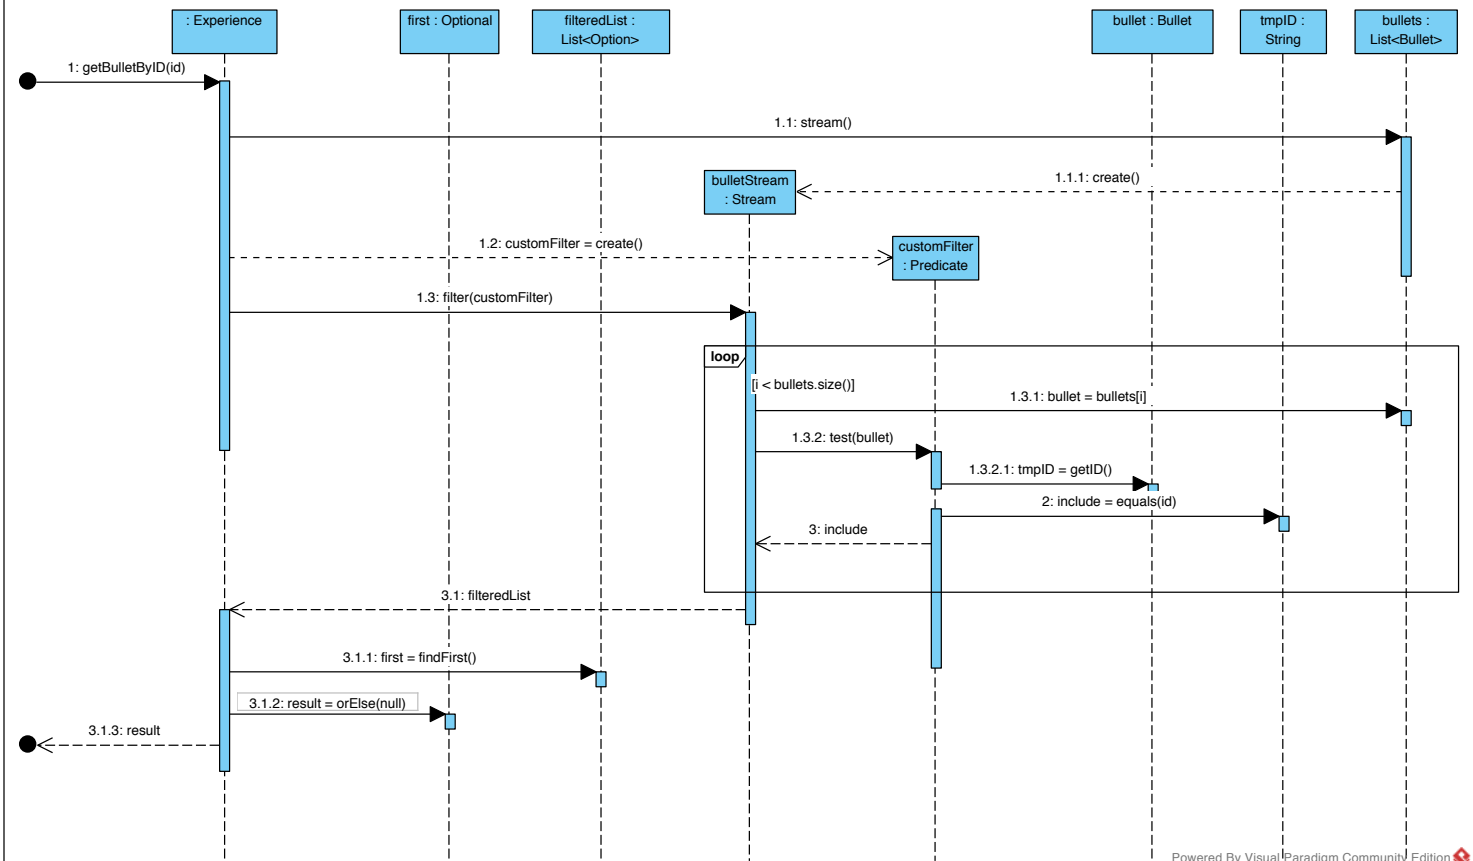 : Experience
first : Optional
filteredList :
List<Option>
bullet : Bullet
tmpID :
String
bullets :
List<Bullet>
1: getBulletByID(id)
1.1: stream()
bulletStream
: Stream
1.1.1: create()
1.2: customFilter = create()
customFilter
: Predicate
1.3: filter(customFilter)
loop
[i < bullets.size()]
1.3.1: bullet = bullets[i]
1.3.2: test(bullet)
1.3.2.1: tmpID = getID()
2: include = equals(id)
3: include
3.1: filteredList
3.1.1: first = findFirst()
3.1.2: result = orElse(null)
3.1.3: result
Powered By Visual Paradigm Community Edition